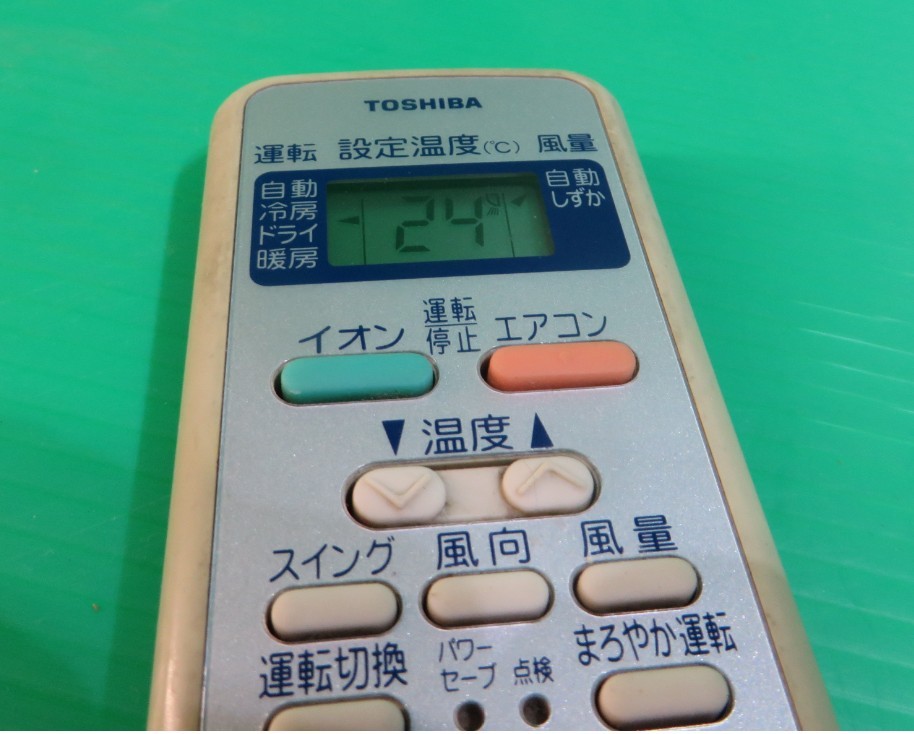 TOSHIBA
運転 設定温度(℃) 風量
自動
冷房
ドライ
暖房
24
自動
しずか
イオン 運転 エアコン
停止
▼ 温度 ▲
スイング 風向 風量
運転切換 パワー セーブ 点検 まろやか運転